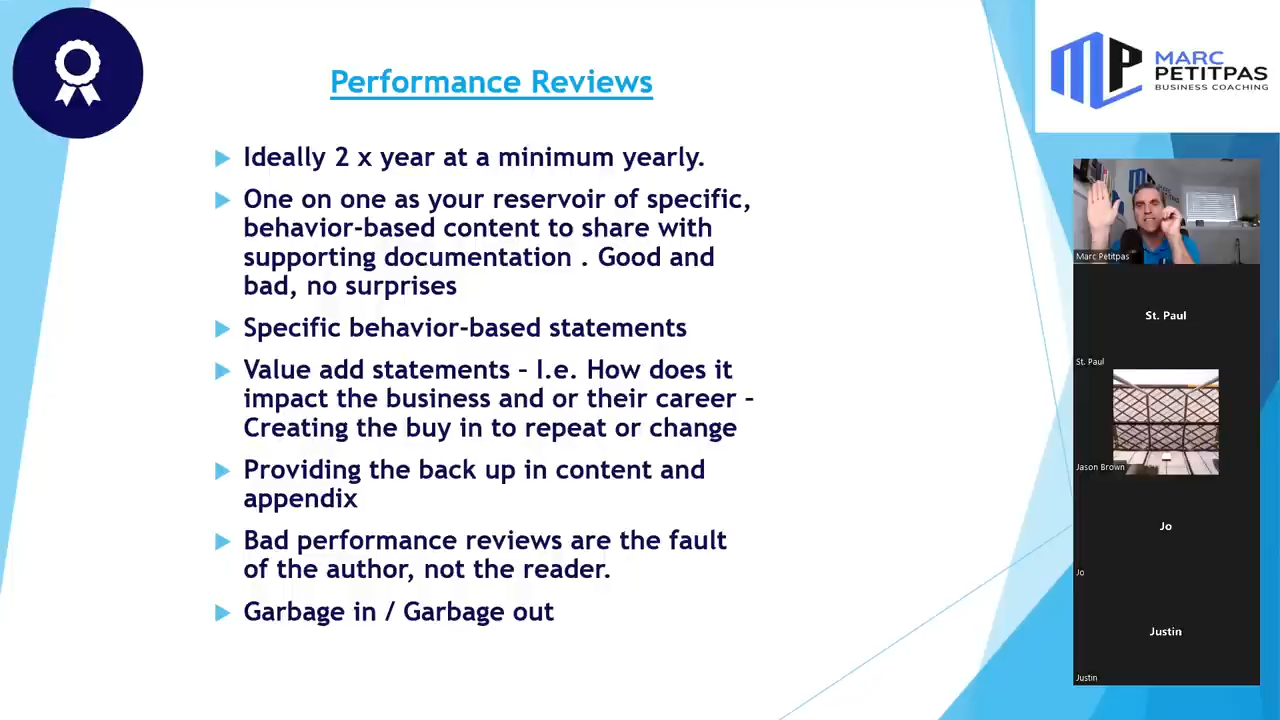 Performance Reviews
Ideally 2 x year at a minimum yearly.
One on one as your reservoir of specific,
behavior-based content to share with
supporting documentation . Good and
bad, no surprises
Specific behavior-based statements
Value add statements – I.e. How does it
impact the business and or their career –
Creating the buy in to repeat or change
Providing the back up in content and
appendix
Bad performance reviews are the fault
of the author, not the reader.
Garbage in / Garbage out
MARC
PETITPAS
BUSINESS COACHING
Marc Petitpas
St. Paul
St. Paul
Jason Brown
Jo
Jo
Justin
Justin